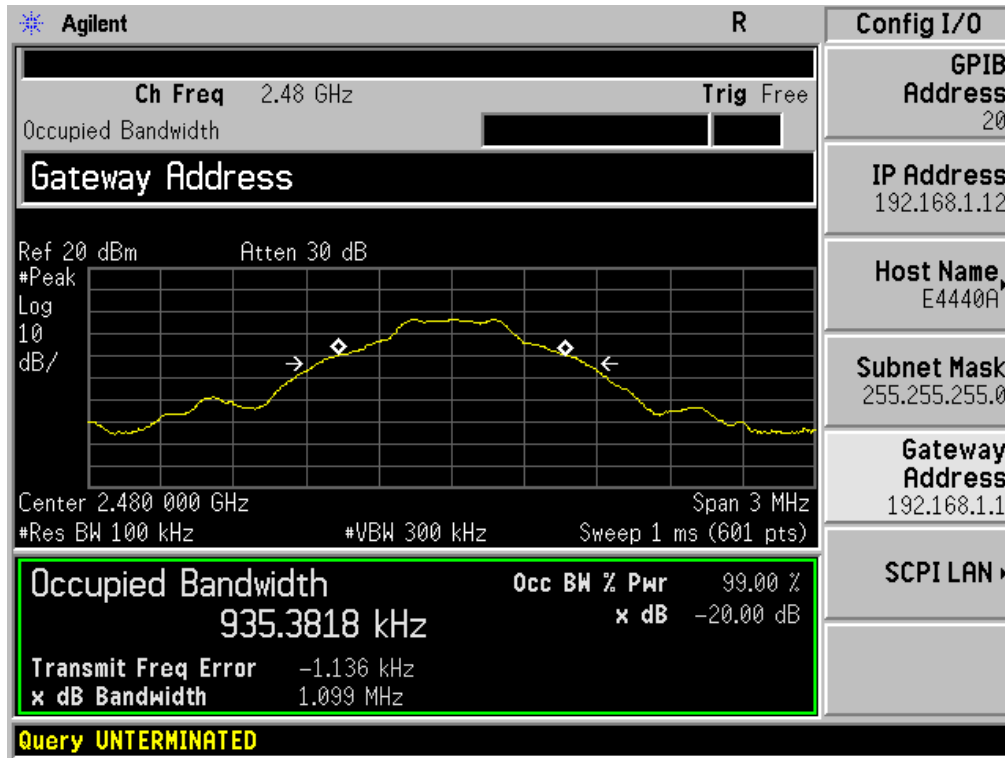 Agilent R Config I/O
Ch Freq 2.48 GHz Trig Free
Occupied Bandwidth
Gateway Address
Ref 20 dBm Atten 30 dB
#Peak
Log
10
dB/
Center 2.480 000 GHz Span 3 MHz
#Res BW 100 kHz #VBW 300 kHz Sweep 1 ms (601 pts)
Occupied Bandwidth
935.3818 kHz
Occ BW % Pwr 99.00 %
x dB -20.00 dB
Transmit Freq Error -1.136 kHz
x dB Bandwidth 1.099 MHz
Query UNTERMINATED
GPIB
Address
20
IP Address
192.168.1.12
Host Name
E4440A
Subnet Mask
255.255.255.0
Gateway
Address
192.168.1.1
SCPI LAN